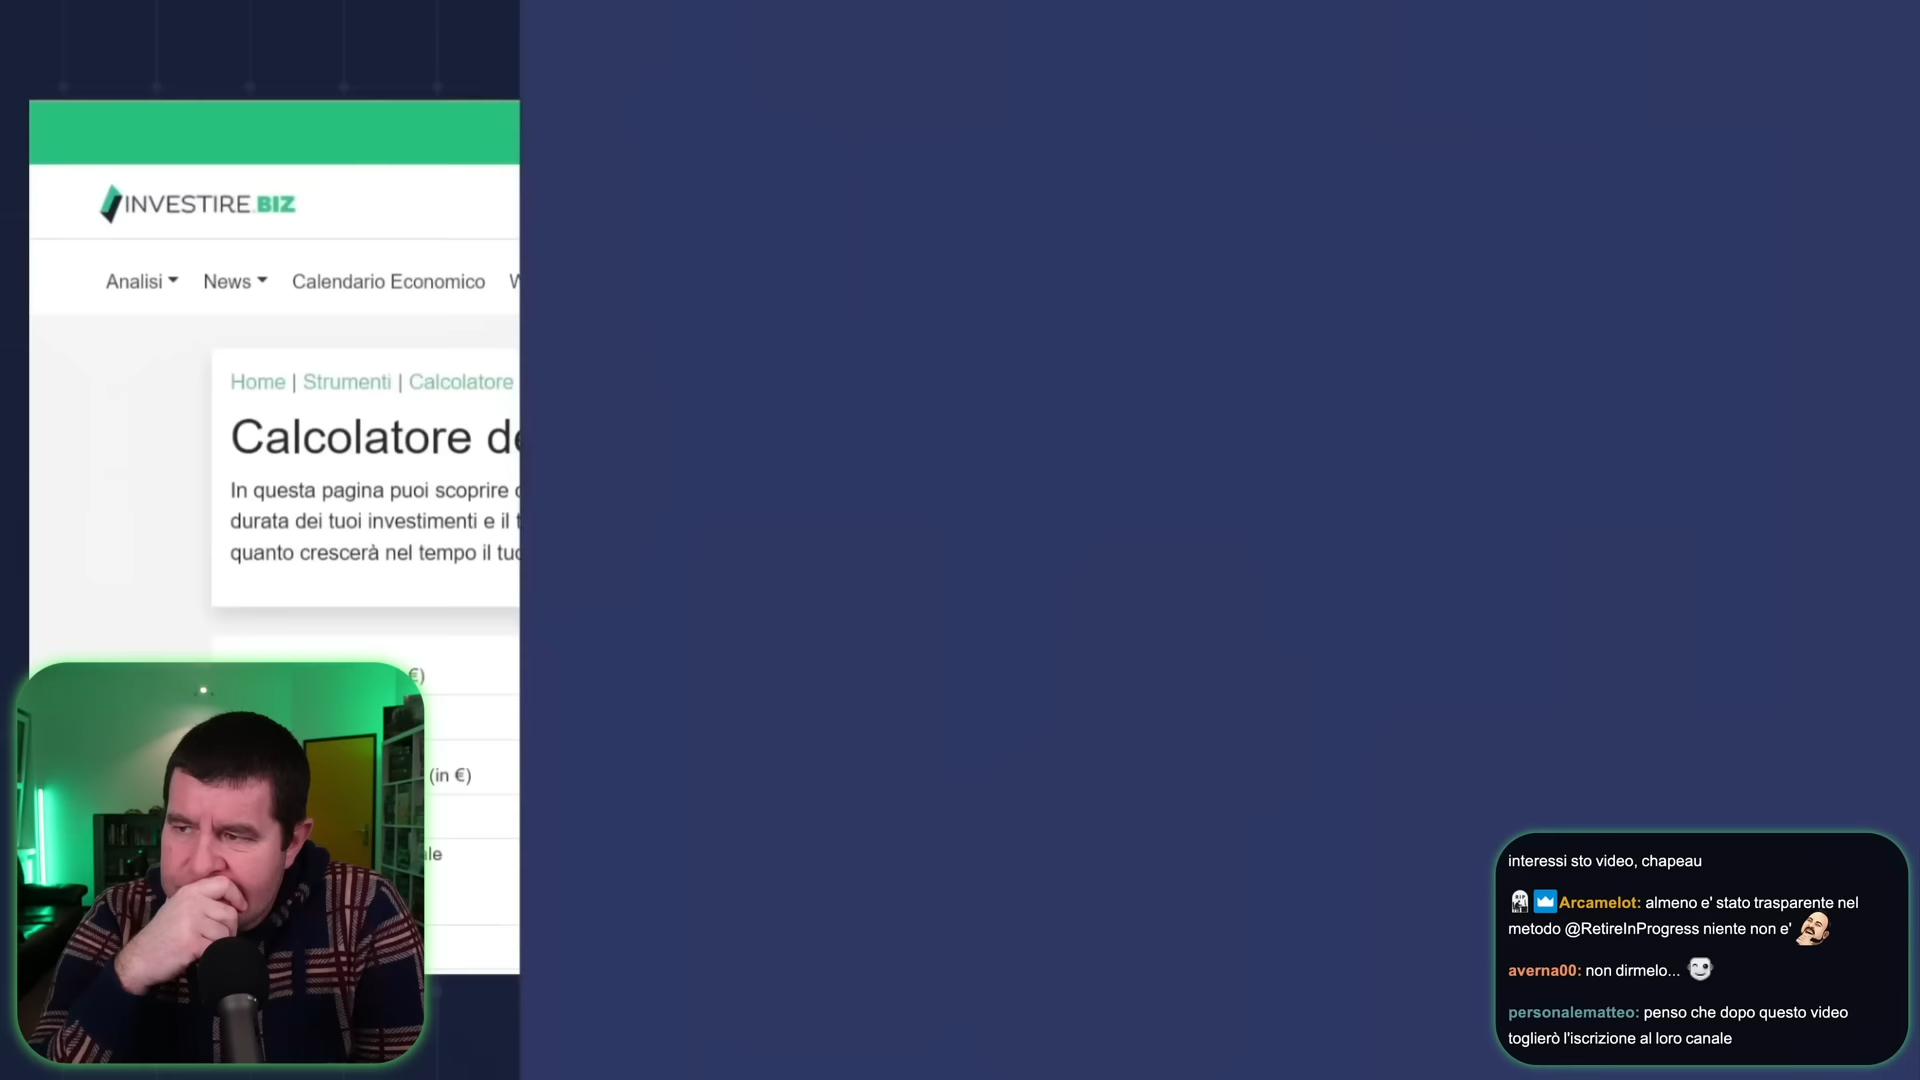 INVESTIRE.BIZ
Analisi News Calendario Economico
Home | Strumenti | Calcolatore
Calcolatore de
In questa pagina puoi scoprire
durata dei tuoi investimenti e il
quanto crescerà nel tempo il tuo
€)
(in €)
interessi sto video, chapeau
Arcamelot: almeno e' stato trasparente nel
metodo @RetireInProgress niente non e'
averna00: non dirmelo...
personalematteo: penso che dopo questo video
toglierò l'iscrizione al loro canale